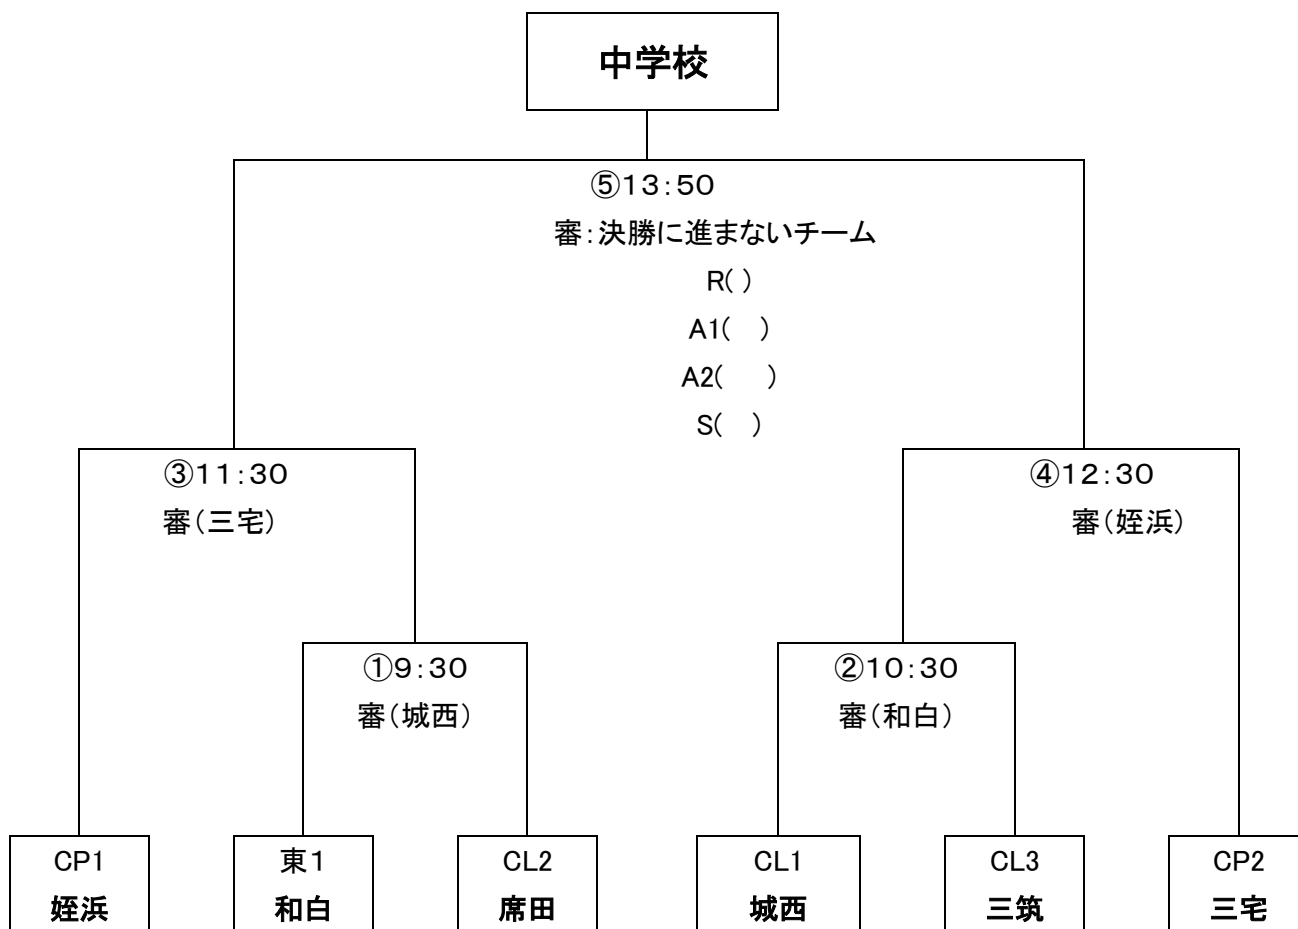 中学校
⑤13:50
審:決勝に進まないチーム
R( )
A1( )
A2( )
S( )
③11:30
審(三宅)
④12:30
審(姪浜)
①9:30
審(城西)
②10:30
審(和白)
CP1
姪浜
東1
和白
CL2
席田
CL1
城西
CL3
三筑
CP2
三宅